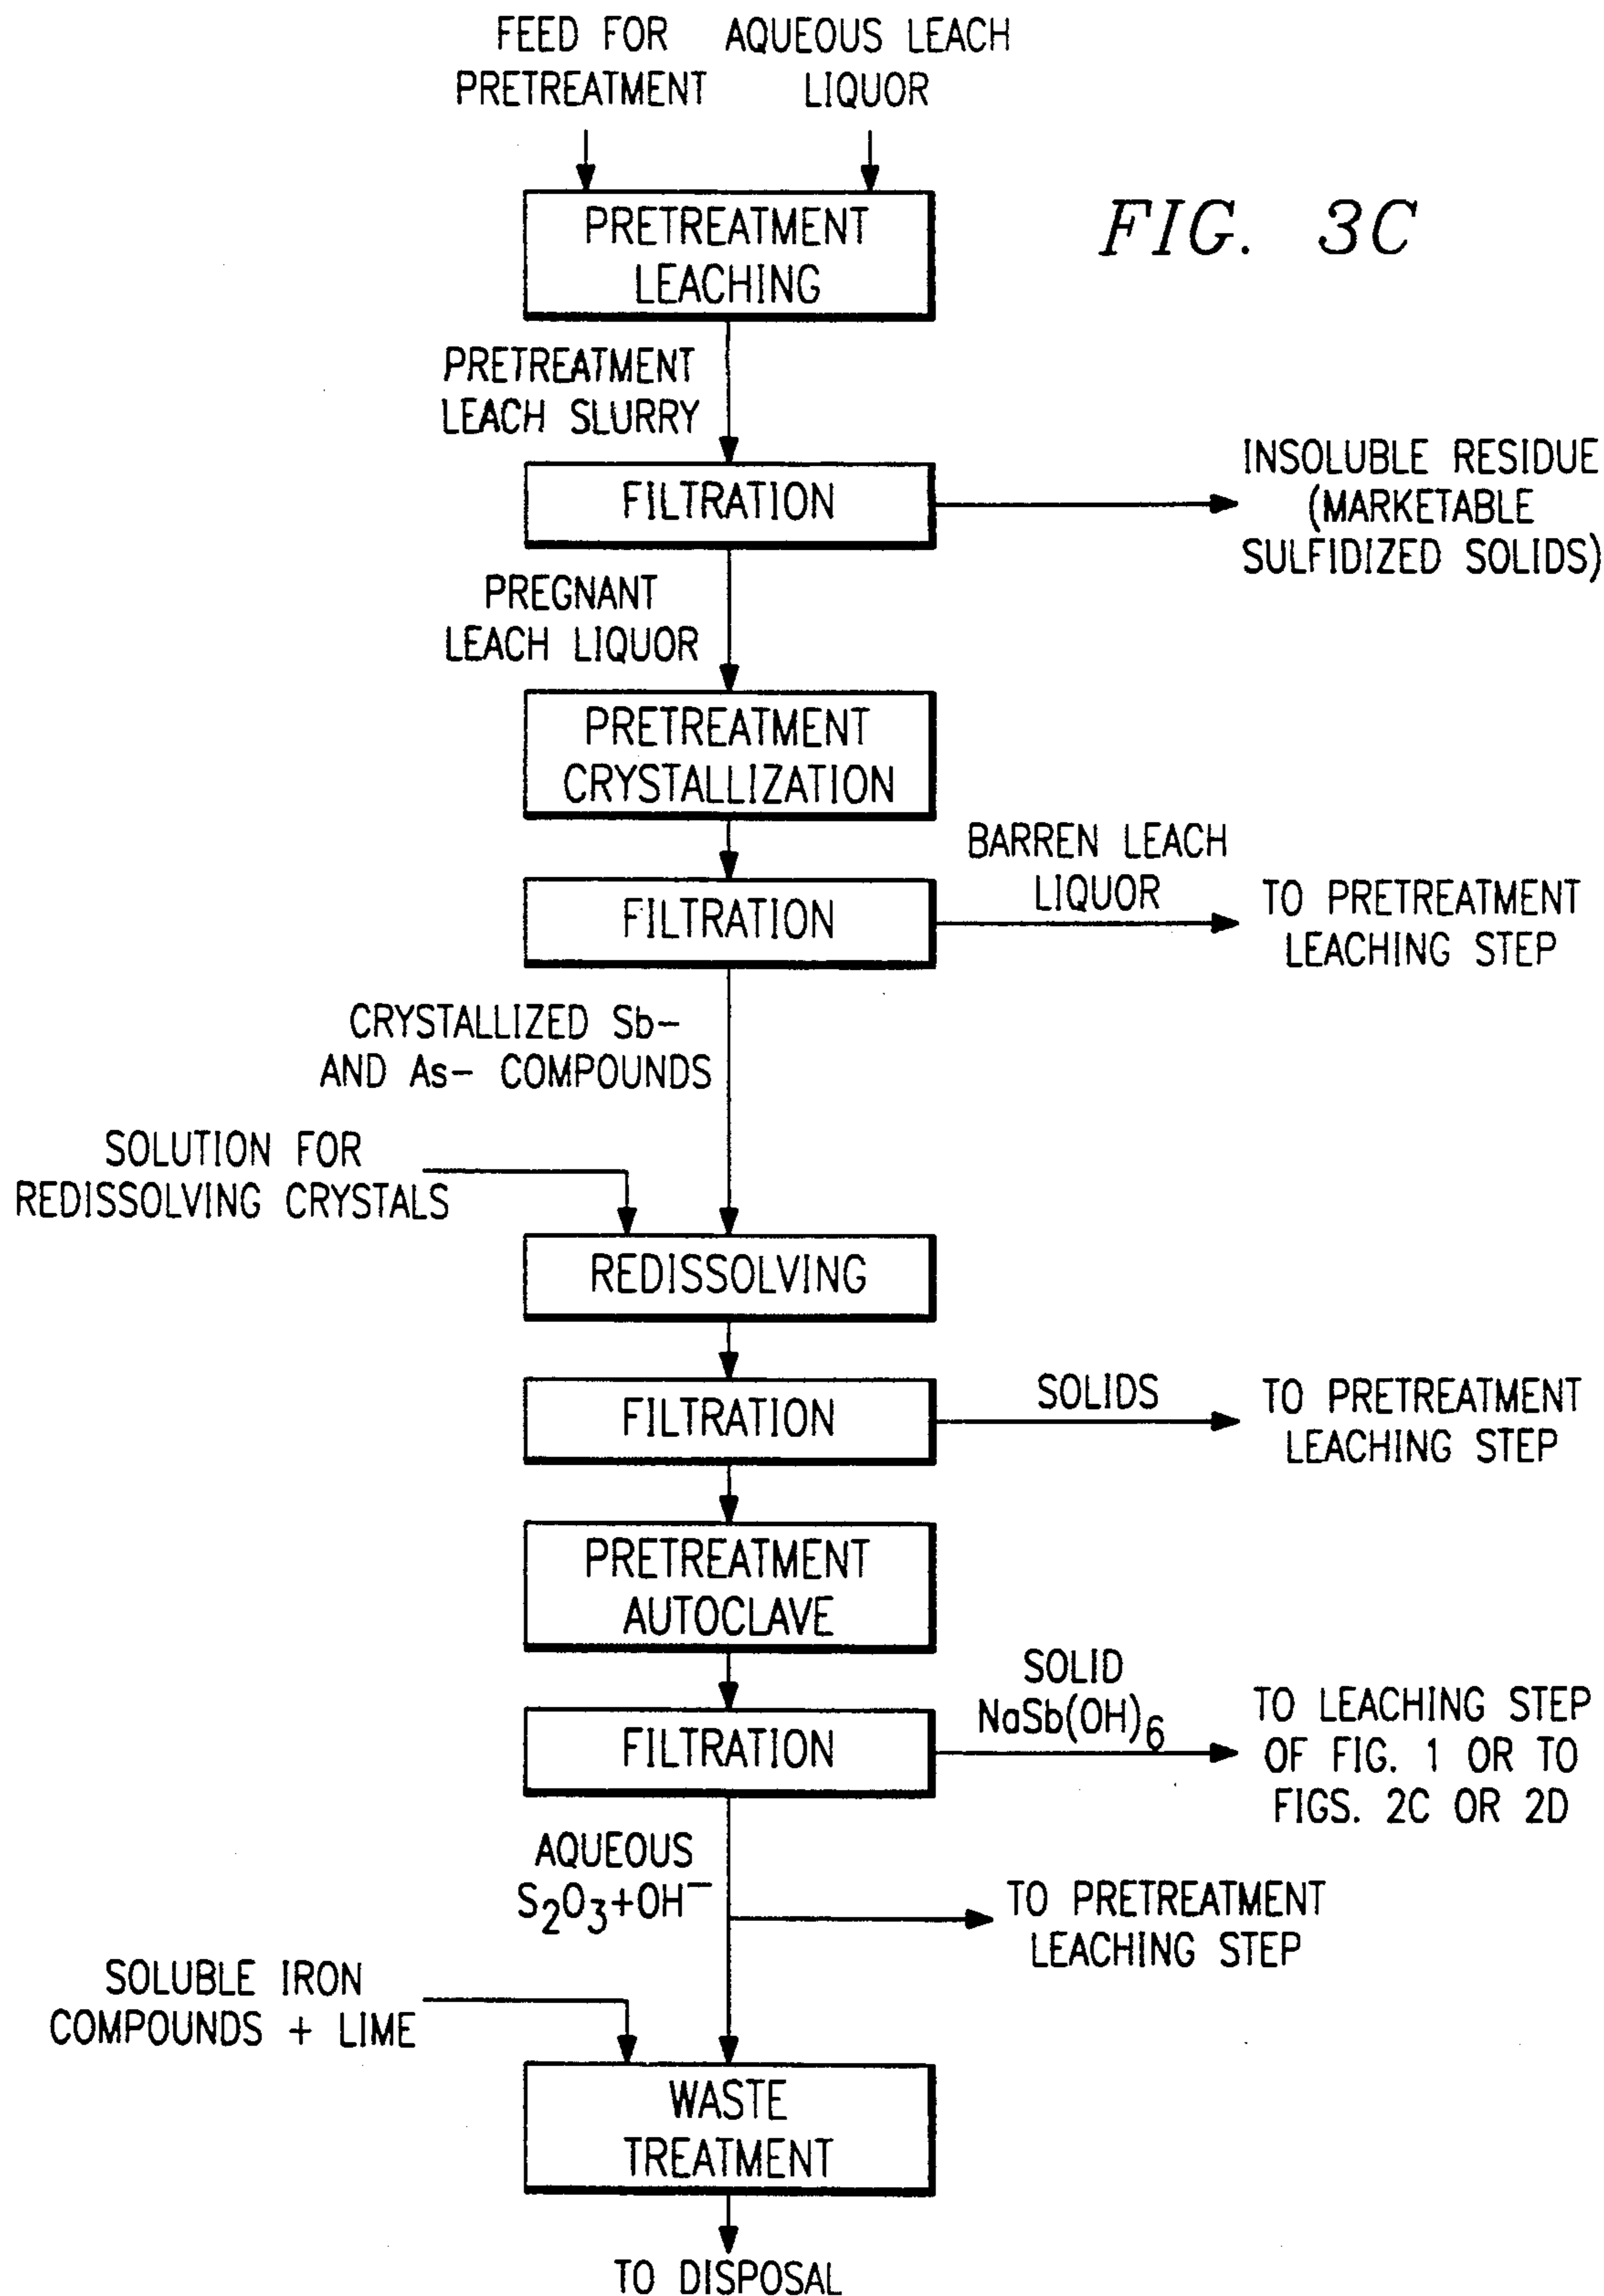 FEED FOR
PRETREATMENT
AQUEOUS LEACH
LIQUOR
PRETREATMENT
LEACHING
FIG. 3C
PRETREATMENT
LEACH SLURRY
FILTRATION
INSOLUBLE RESIDUE
(MARKETABLE
SULFIDIZED SOLIDS)
PREGNANT
LEACH LIQUOR
PRETREATMENT
CRYSTALLIZATION
FILTRATION
BARREN LEACH
LIQUOR
TO PRETREATMENT
LEACHING STEP
CRYSTALLIZED Sb-
AND As- COMPOUNDS
SOLUTION FOR
REDISSOLVING CRYSTALS
REDISSOLVING
FILTRATION
SOLIDS
TO PRETREATMENT
LEACHING STEP
PRETREATMENT
AUTOCLAVE
FILTRATION
SOLID
NaSb(OH)₆
TO LEACHING STEP
OF FIG. 1 OR TO
FIGS. 2C OR 2D
AQUEOUS
S₂O₃+OH⁻
TO PRETREATMENT
LEACHING STEP
SOLUBLE IRON
COMPOUNDS + LIME
WASTE
TREATMENT
TO DISPOSAL